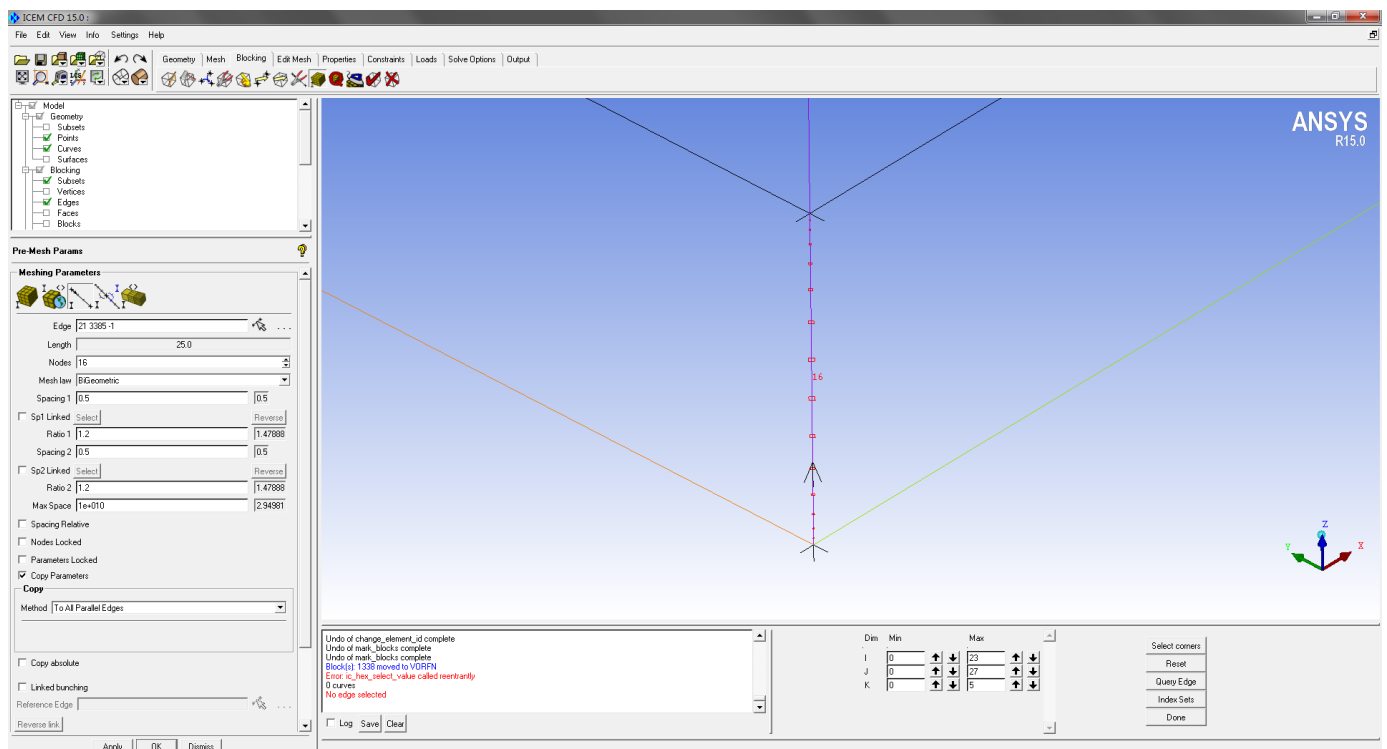 ICEM CFD 15.0 :
File Edit View Info Settings Help
Geometry Mesh Blocking Edit Mesh Properties Constraints Loads Solve Options Output
Model
Geometry
Subsets
Points
Curves
Surfaces
Blocking
Subsets
Vertices
Edges
Faces
Blocks
Pre-Mesh Params
Meshing Parameters
Edge 21 3385 -1 ...
Length 25.0
Nodes 16
Mesh law BiGeometric
Spacing 1 0.5 0.5
Sp1 Linked Select Reverse
Ratio 1 1.2 1.47888
Spacing 2 0.5 0.5
Sp2 Linked Select Reverse
Ratio 2 1.2 1.47888
Max Space 1e+010 2.94981
Spacing Relative
Nodes Locked
Parameters Locked
Copy Parameters
Copy
Method To All Parallel Edges
Copy absolute
Linked bunching
Reference Edge ...
Reverse link
Apply OK Dismiss
ANSYS
R15.0
16
Z
Y X
Undo of change_element_id complete
Undo of mark_blocks complete
Undo of mark_blocks complete
Block(s): 1338 moved to VORFN
Error: ic_hex_select_value called reentrantly
0 curves
No edge selected
Log Save Clear
Dim Min Max
I 0 23
J 0 27
K 0 5
Select corners
Reset
Query Edge
Index Sets
Done